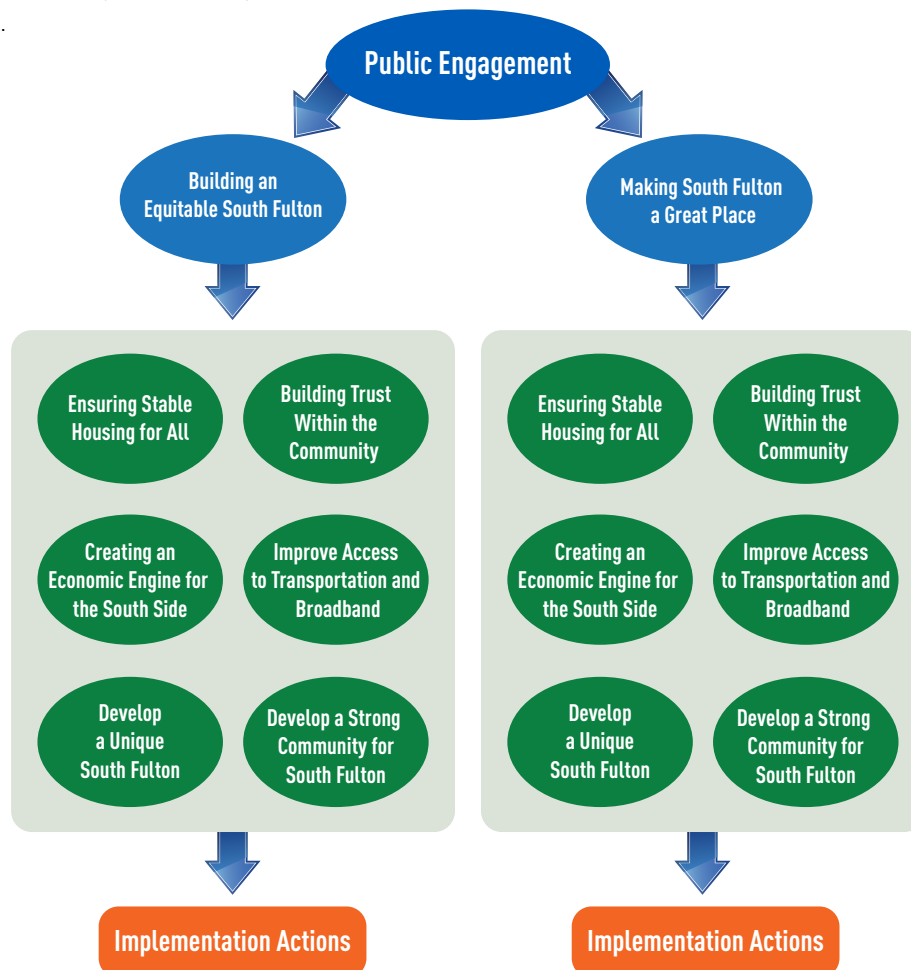 .
Public Engagement
Building an
Equitable South Fulton
Making South Fulton
a Great Place
Ensuring Stable
Housing for All
Building Trust
Within the
Community
Creating an
Economic Engine for
the South Side
Improve Access
to Transportation and
Broadband
Develop
a Unique
South Fulton
Develop a Strong
Community for
South Fulton
Ensuring Stable
Housing for All
Building Trust
Within the
Community
Creating an
Economic Engine for
the South Side
Improve Access
to Transportation and
Broadband
Develop
a Unique
South Fulton
Develop a Strong
Community for
South Fulton
Implementation Actions
Implementation Actions